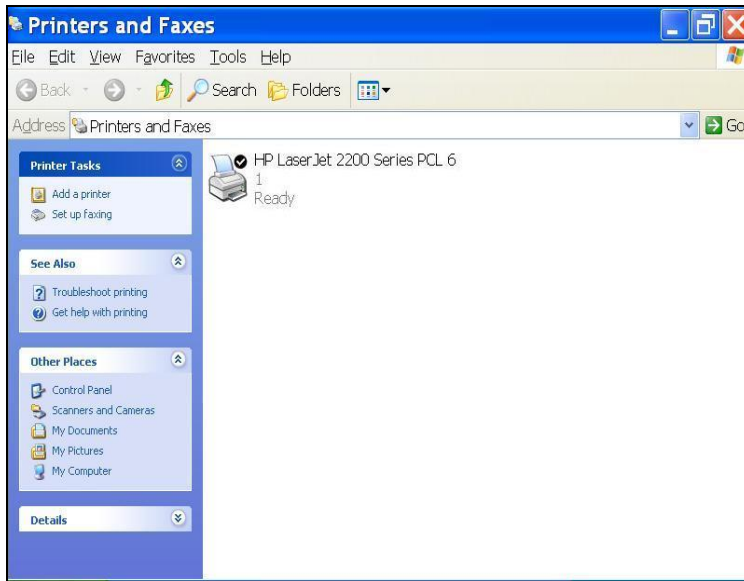 Printers and Faxes
File Edit View Favorites Tools Help
Back Search Folders
Address Printers and Faxes Go
Printer Tasks
Add a printer
Set up faxing
See Also
Troubleshoot printing
Get help with printing
Other Places
Control Panel
Scanners and Cameras
My Documents
My Pictures
My Computer
Details
HP LaserJet 2200 Series PCL 6
1
Ready